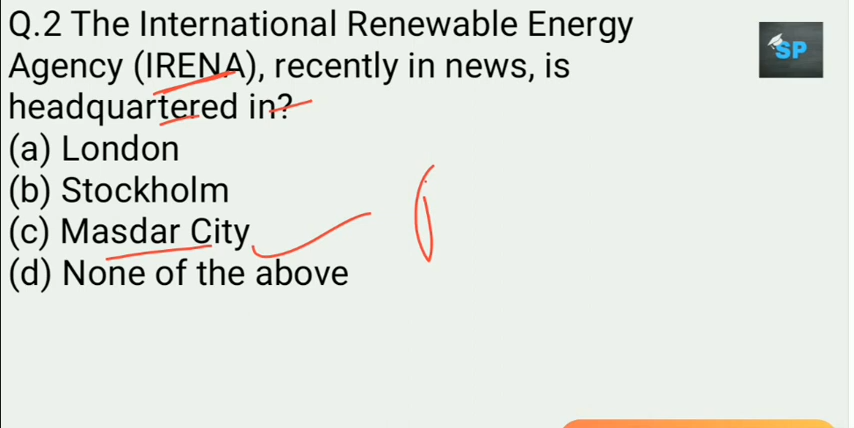 Q.2 The International Renewable Energy
Agency (IRENA), recently in news, is
headquartered in?
(a) London
(b) Stockholm
(c) Masdar City
(d) None of the above
SP